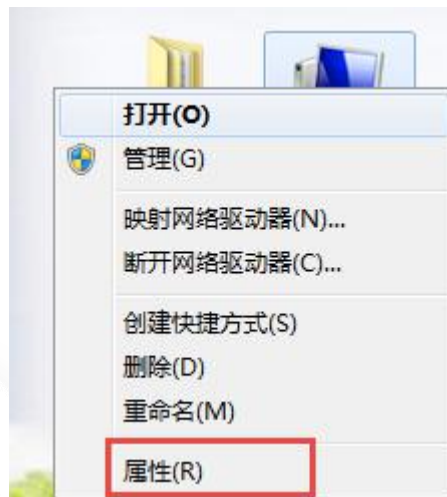 打开(O)
管理(G)
映射网络驱动器(N)...
断开网络驱动器(C)...
创建快捷方式(S)
删除(D)
重命名(M)
属性(R)